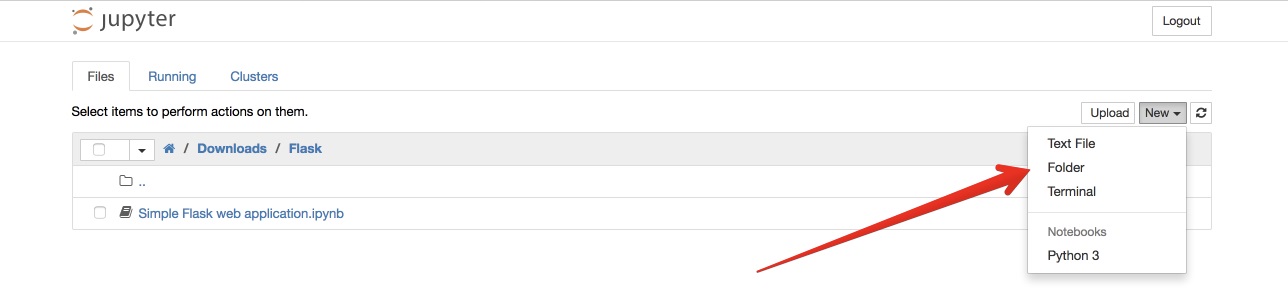 jupyter
Logout
Files Running Clusters
Select items to perform actions on them.
Upload New
/ Downloads / Flask
Text File
Folder
Terminal
..
Simple Flask web application.ipynb
Notebooks
Python 3